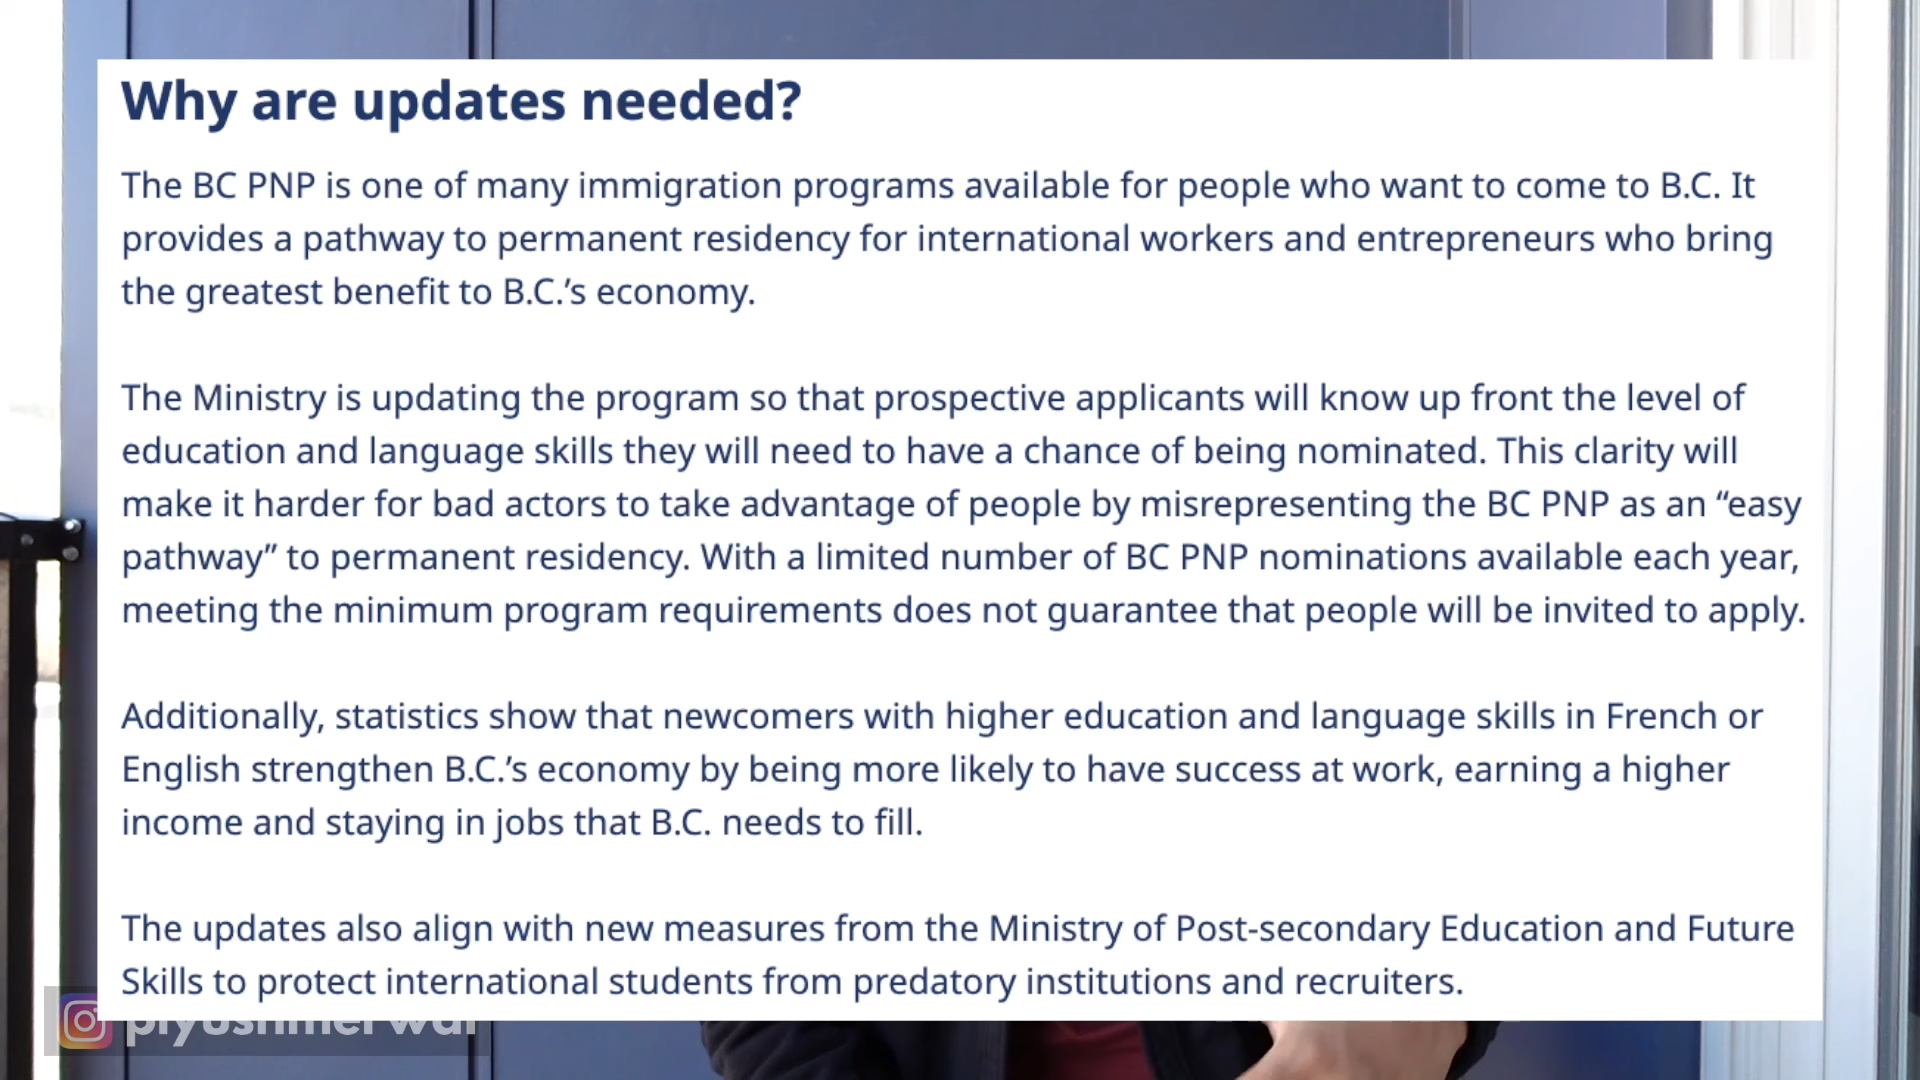 Why are updates needed?
The BC PNP is one of many immigration programs available for people who want to come to B.C. It
provides a pathway to permanent residency for international workers and entrepreneurs who bring
the greatest benefit to B.C.’s economy.
The Ministry is updating the program so that prospective applicants will know up front the level of
education and language skills they will need to have a chance of being nominated. This clarity will
make it harder for bad actors to take advantage of people by misrepresenting the BC PNP as an “easy
pathway” to permanent residency. With a limited number of BC PNP nominations available each year,
meeting the minimum program requirements does not guarantee that people will be invited to apply.
Additionally, statistics show that newcomers with higher education and language skills in French or
English strengthen B.C.’s economy by being more likely to have success at work, earning a higher
income and staying in jobs that B.C. needs to fill.
The updates also align with new measures from the Ministry of Post-secondary Education and Future
Skills to protect international students from predatory institutions and recruiters.